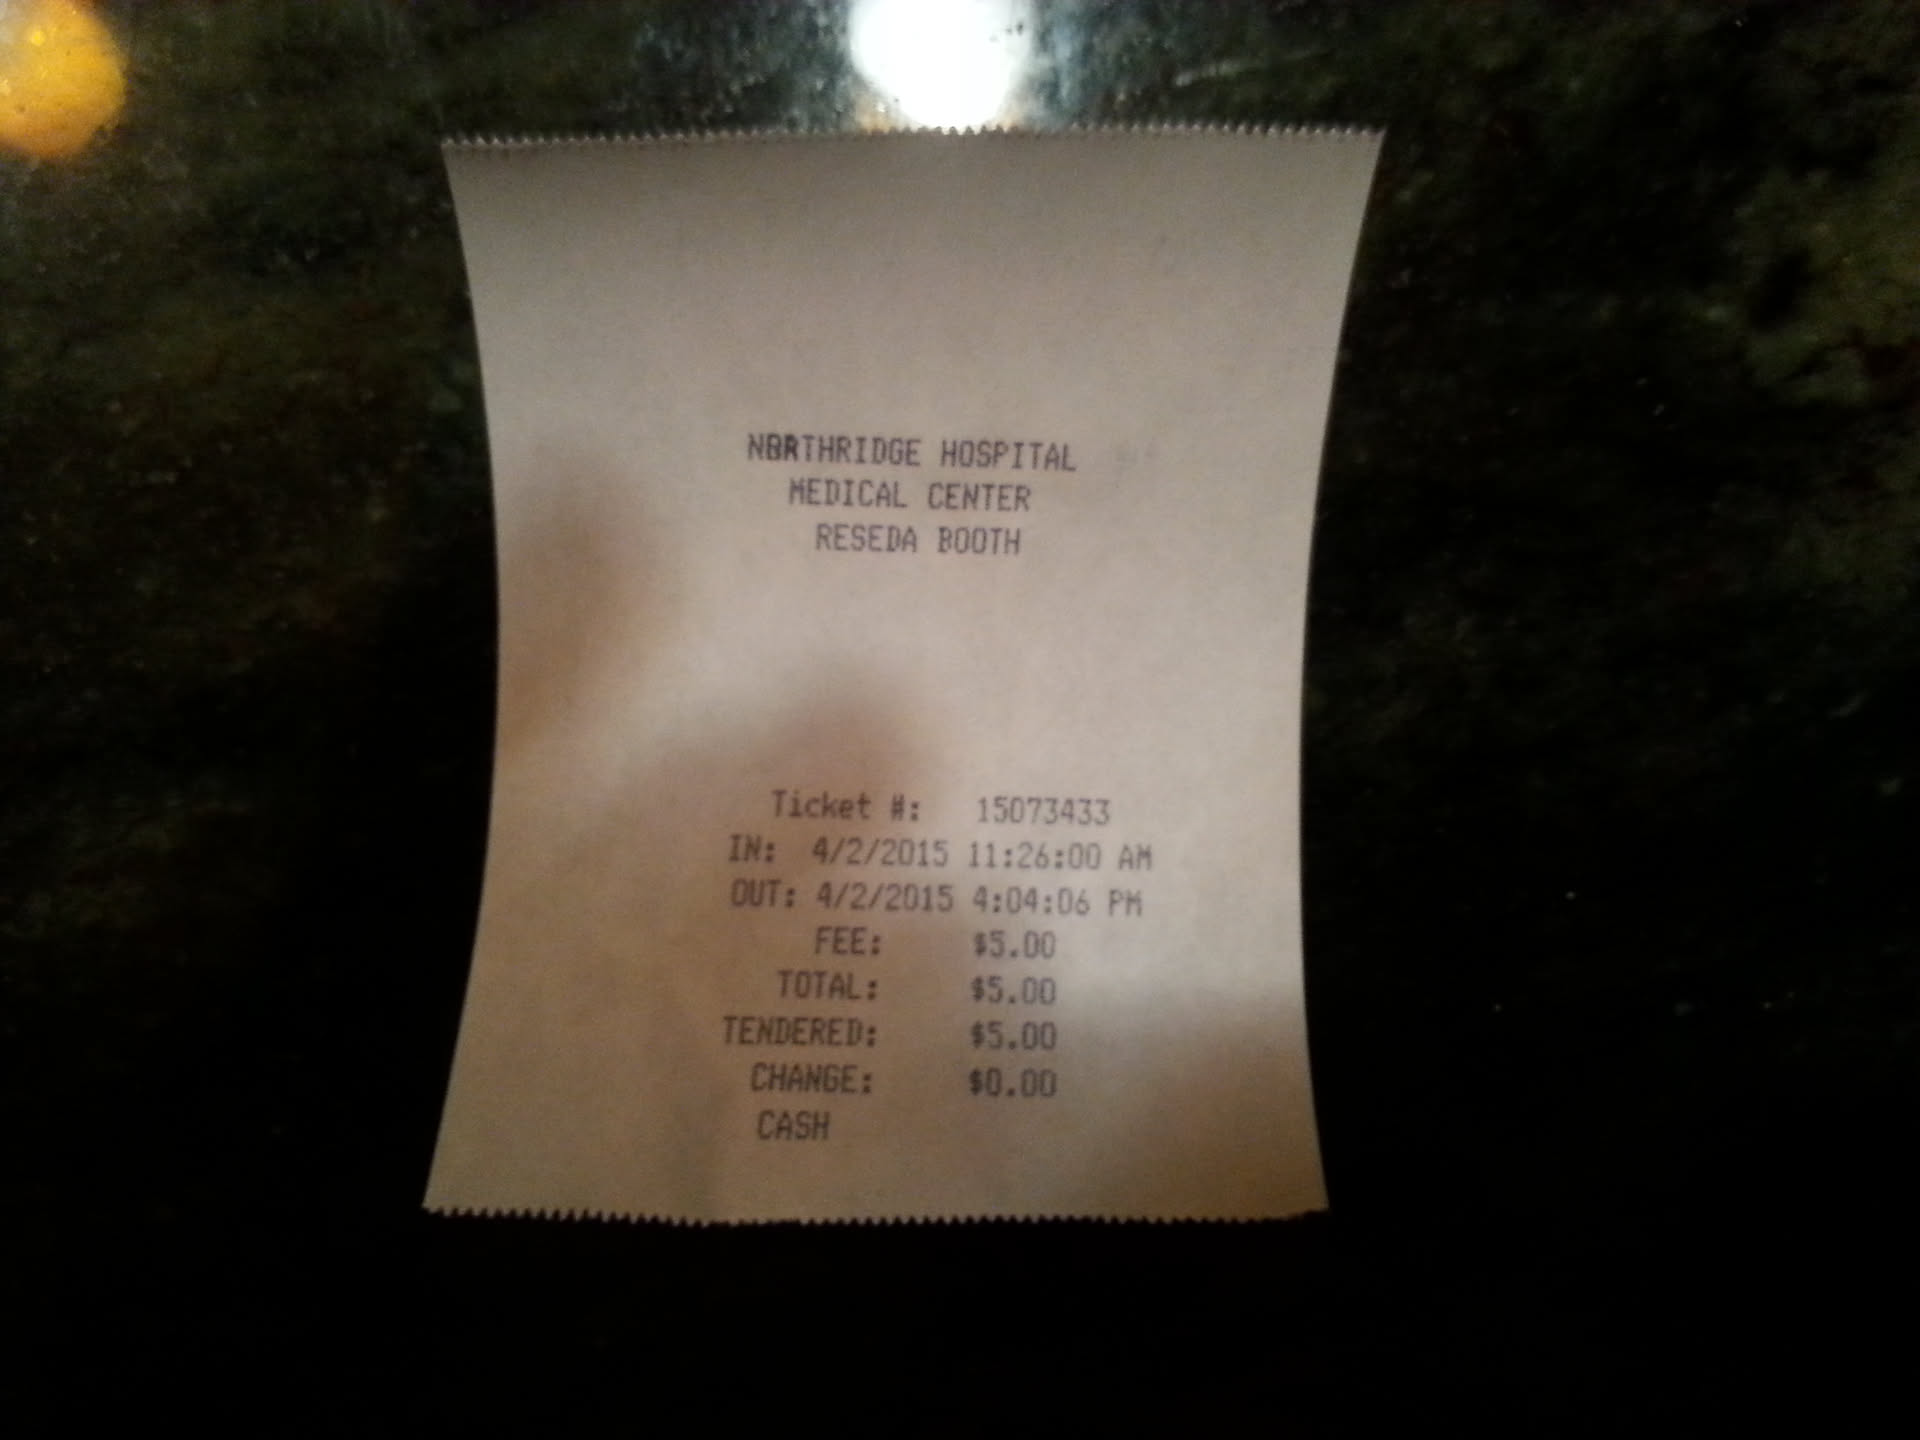 NORTHRIDGE HOSPITAL
MEDICAL CENTER
RESEDA BOOTH
Ticket #: 15073433
IN: 4/2/2015 11:26:00 AM
OUT: 4/2/2015 4:04:06 PM
FEE: $5.00
TOTAL: $5.00
TENDERED: $5.00
CHANGE: $0.00
CASH